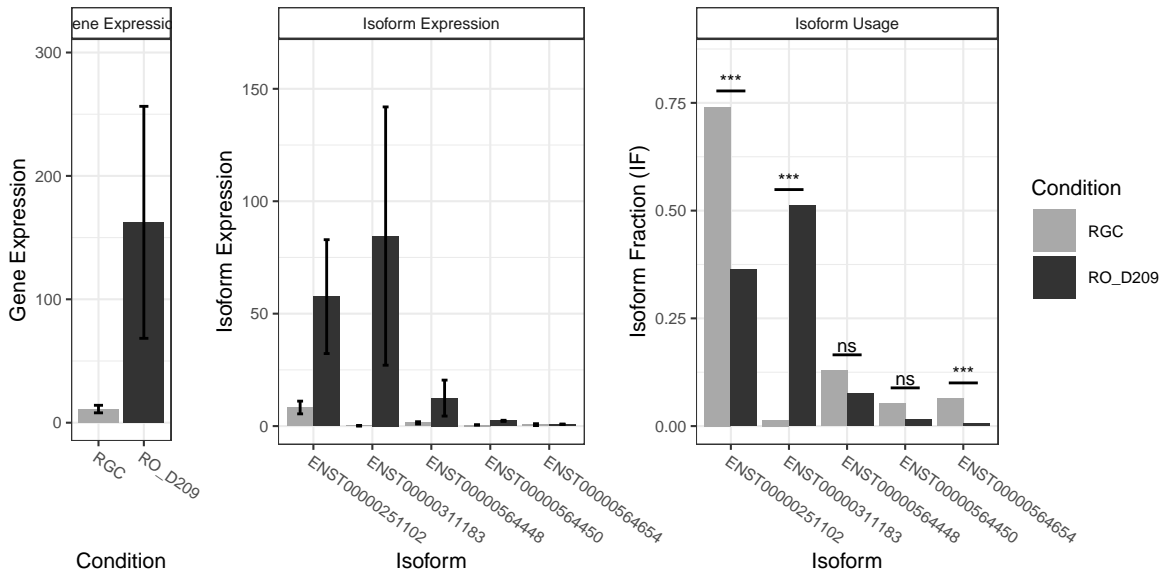 ene Expressio
Gene Expression
300
200
100
0
RGC
RO_D209
Condition
Isoform Expression
Isoform Expression
150
100
50
0
ENST00000251102
ENST00000311183
ENST00000564448
ENST00000564450
ENST00000564654
Isoform
Isoform Usage
Isoform Fraction (IF)
0.75
0.50
0.25
0.00
***
***
ns
ns
***
ENST00000251102
ENST00000311183
ENST00000564448
ENST00000564450
ENST00000564654
Isoform
Condition
RGC
RO_D209